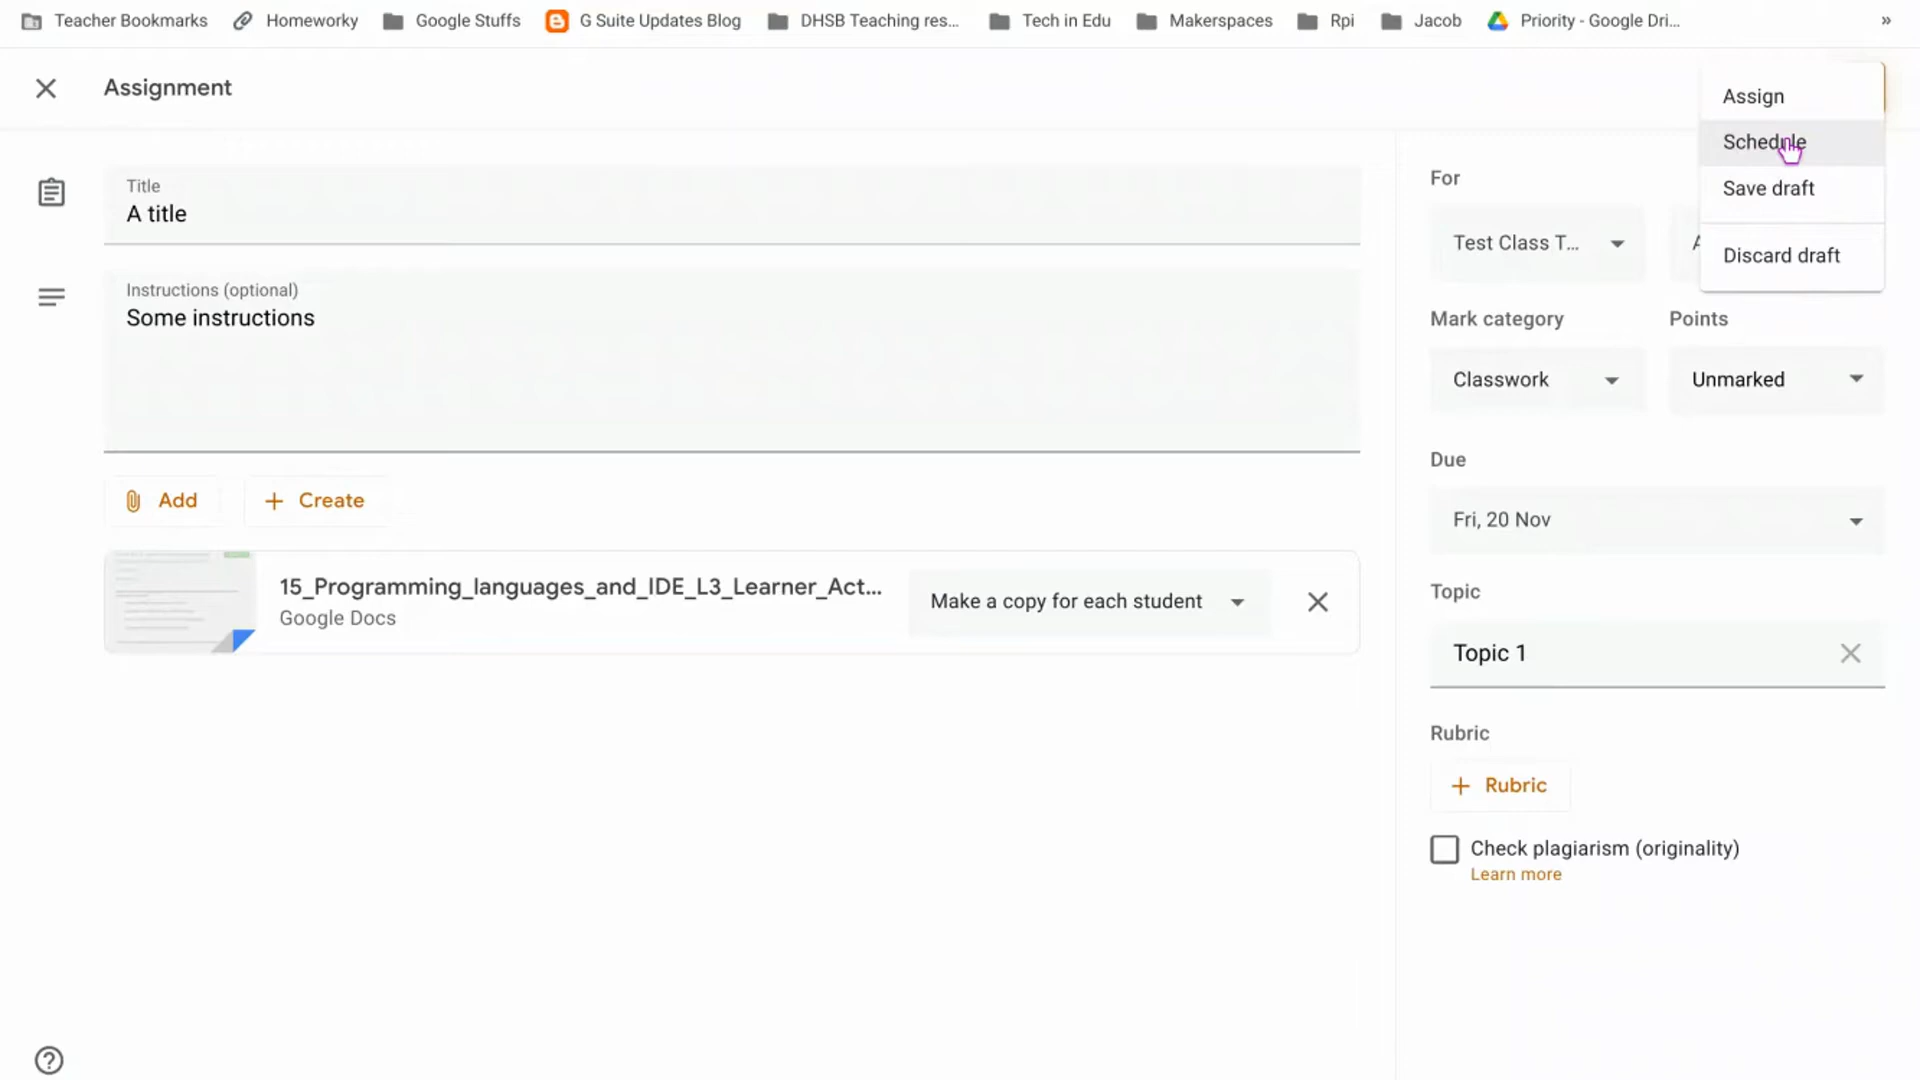 Teacher Bookmarks Homeworky Google Stuffs G Suite Updates Blog DHSB Teaching res... Tech in Edu Makerspaces Rpi Jacob Priority - Google Dri... »
Assignment
Assign
Schedule
Save draft
Discard draft
Title
A title
Instructions (optional)
Some instructions
Add
Create
15_Programming_languages_and_IDE_L3_Learner_Act...
Google Docs
Make a copy for each student
For
Test Class T...
Mark category
Points
Classwork
Unmarked
Due
Fri, 20 Nov
Topic
Topic 1
Rubric
Rubric
Check plagiarism (originality)
Learn more